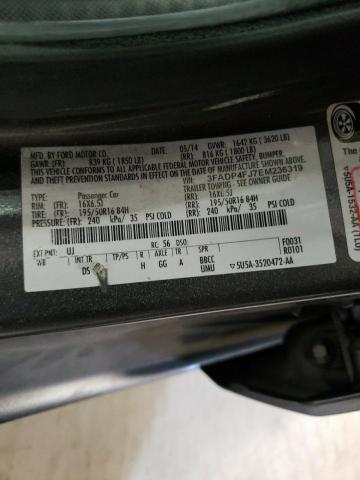 MFD BY FORD MOTOR CO.
05/14 GVWR: 1642 KG ( 3620 LB)
GAWR (FR): 839 KG ( 1850 LB) (RR) 816 KG ( 1800 LB)
THIS VEHICLE CONFORMS TO ALL APPLICABLE FEDERAL MOTOR VEHICLE SAFETY, BUMPER,
AND THEFT PREVENTION STANDARDS IN EFFECT ON THE DATE OF MANUFACTURE SHOWN ABOVE.
VIN: 3FADP4FJ7EM236319
TYPE: Passenger Car TRAILER TOWING - SEE OWNER GUIDE
RIM: 16X6.5J 16X6.5J
TIRE: (FR) 195/50R16 84H (RR) 195/50R16 84H
PRESSURE: (FR) 240 kPa/ 35 PSI COLD (RR) 240 kPa/ 35 PSI COLD
EXT PNT: UJ RC: 56 DSO: F0031
WB INT TR TP/PS R AXLE TR SPR R0101
DS H GG A BBCC
UMU 5U5A-3520472-AA
The